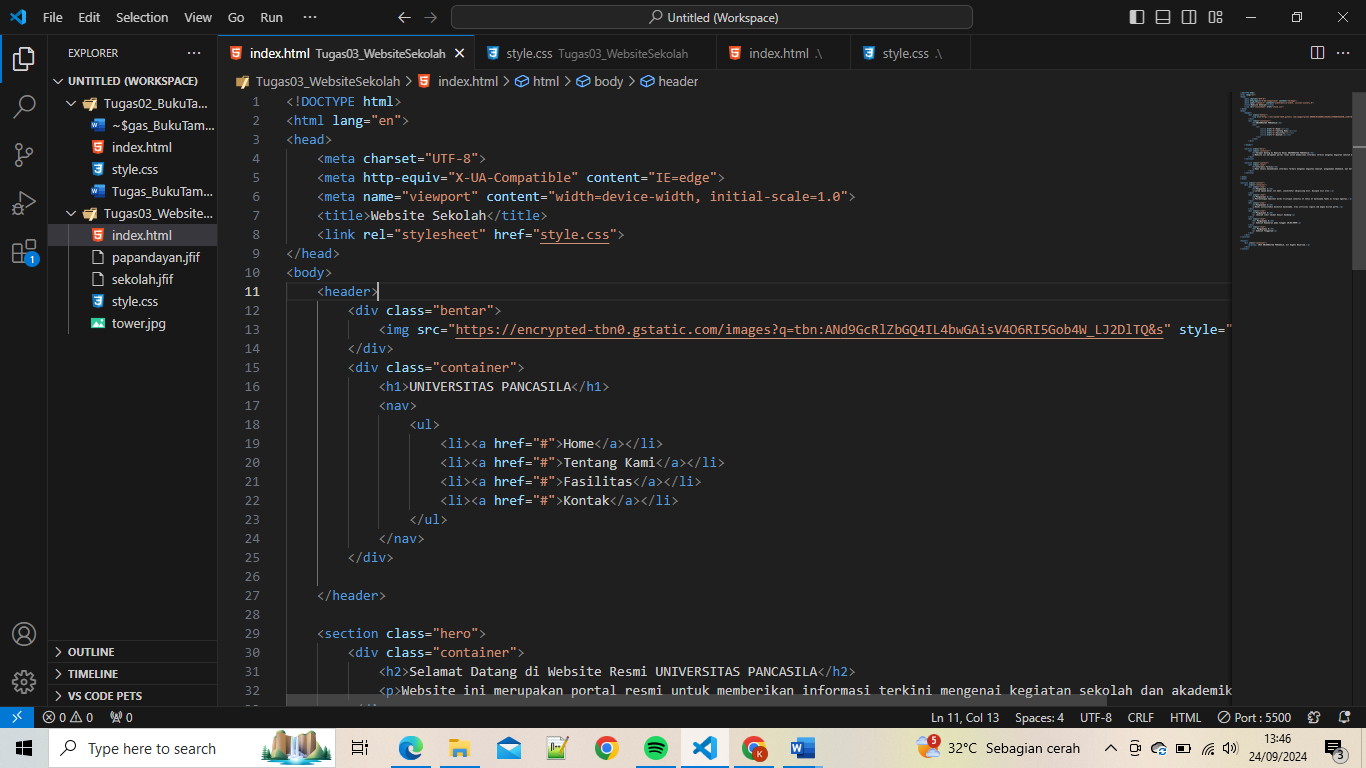 File Edit Selection View Go Run ··· Untitled (Workspace)
EXPLORER ···
UNTITLED (WORKSPACE)
Tugas02_BukuTa...
~$gas_BukuTam...
index.html
style.css
Tugas_BukuTam...
Tugas03_Website...
index.html
papandayan.jfif
sekolah.jfif
style.css
tower.jpg
OUTLINE
TIMELINE
VS CODE PETS
1
index.html Tugas03_WebsiteSekolah style.css Tugas03_WebsiteSekolah index.html .\ style.css .\
Tugas03_WebsiteSekolah > index.html > html > body > header
1 <!DOCTYPE html>
2 <html lang="en">
3 <head>
4 <meta charset="UTF-8">
5 <meta http-equiv="X-UA-Compatible" content="IE=edge">
6 <meta name="viewport" content="width=device-width, initial-scale=1.0">
7 <title>Website Sekolah</title>
8 <link rel="stylesheet" href="style.css">
9 </head>
10 <body>
11 <header>
12 <div class="bentar">
13 <img src="https://encrypted-tbn0.gstatic.com/images?q=tbn:ANd9GcRlZbGQ4IL4bwGAisV4O6RI5Gob4W_LJ2DlTQ&s" style="
14 </div>
15 <div class="container">
16 <h1>UNIVERSITAS PANCASILA</h1>
17 <nav>
18 <ul>
19 <li><a href="#">Home</a></li>
20 <li><a href="#">Tentang Kami</a></li>
21 <li><a href="#">Fasilitas</a></li>
22 <li><a href="#">Kontak</a></li>
23 </ul>
24 </nav>
25 </div>
26
27 </header>
28
29 <section class="hero">
30 <div class="container">
31 <h2>Selamat Datang di Website Resmi UNIVERSITAS PANCASILA</h2>
32 <p>Website ini merupakan portal resmi untuk memberikan informasi terkini mengenai kegiatan sekolah dan akademik
0 0 0 Ln 11, Col 13 Spaces: 4 UTF-8 CRLF HTML Port : 5500
Type here to search 5 32°C Sebagian cerah 13:46
24/09/2024 3